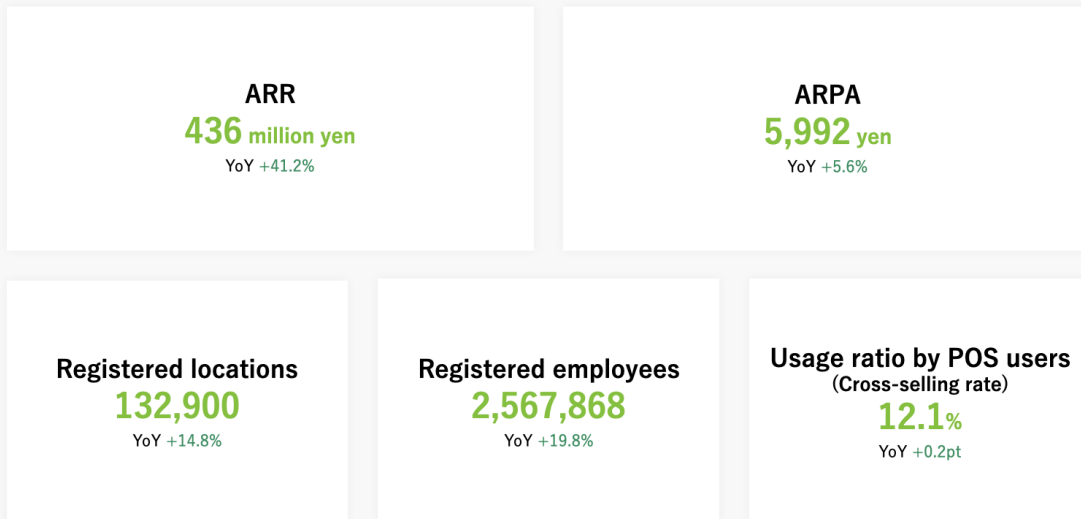 ARR
436 million yen
YoY +41.2%
ARPA
5,992 yen
YoY +5.6%
Registered locations
132,900
YoY +14.8%
Registered employees
2,567,868
YoY +19.8%
Usage ratio by POS users
(Cross-selling rate)
12.1%
YoY +0.2pt